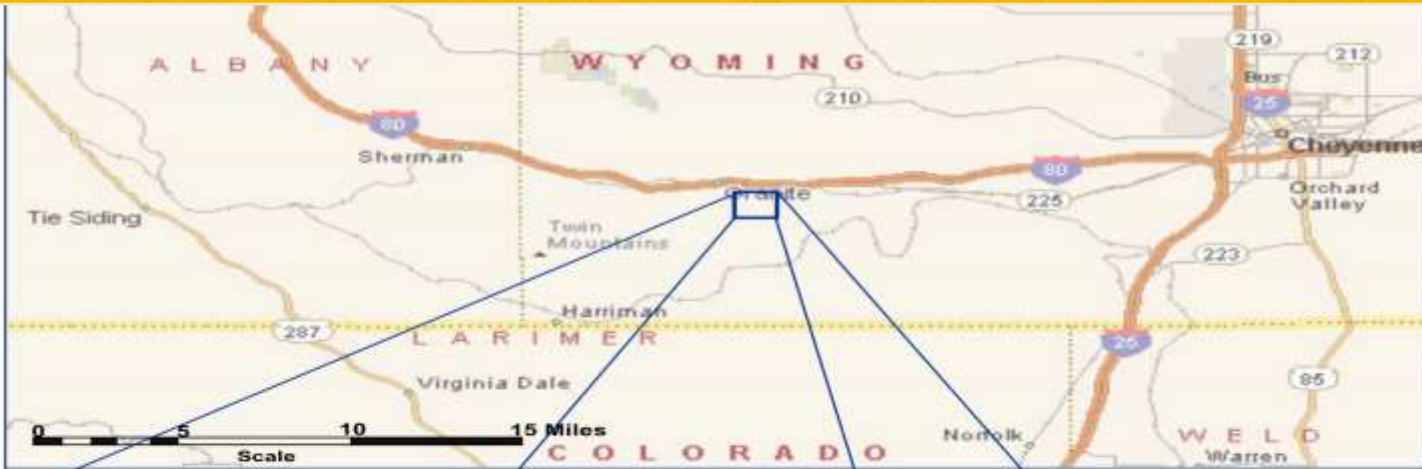 219
212
ALBANY
WYOMING
Bus
25
210
80
Cheyenne
Sherman
80
Granite
225
Orchard
Valley
Tie Siding
Twin
Mountains
223
Harriman
287
LARIMER
25
Virginia Dale
85
0 5 10 15 Miles
Scale
COLORADO
Norfolk
WELD
Warren